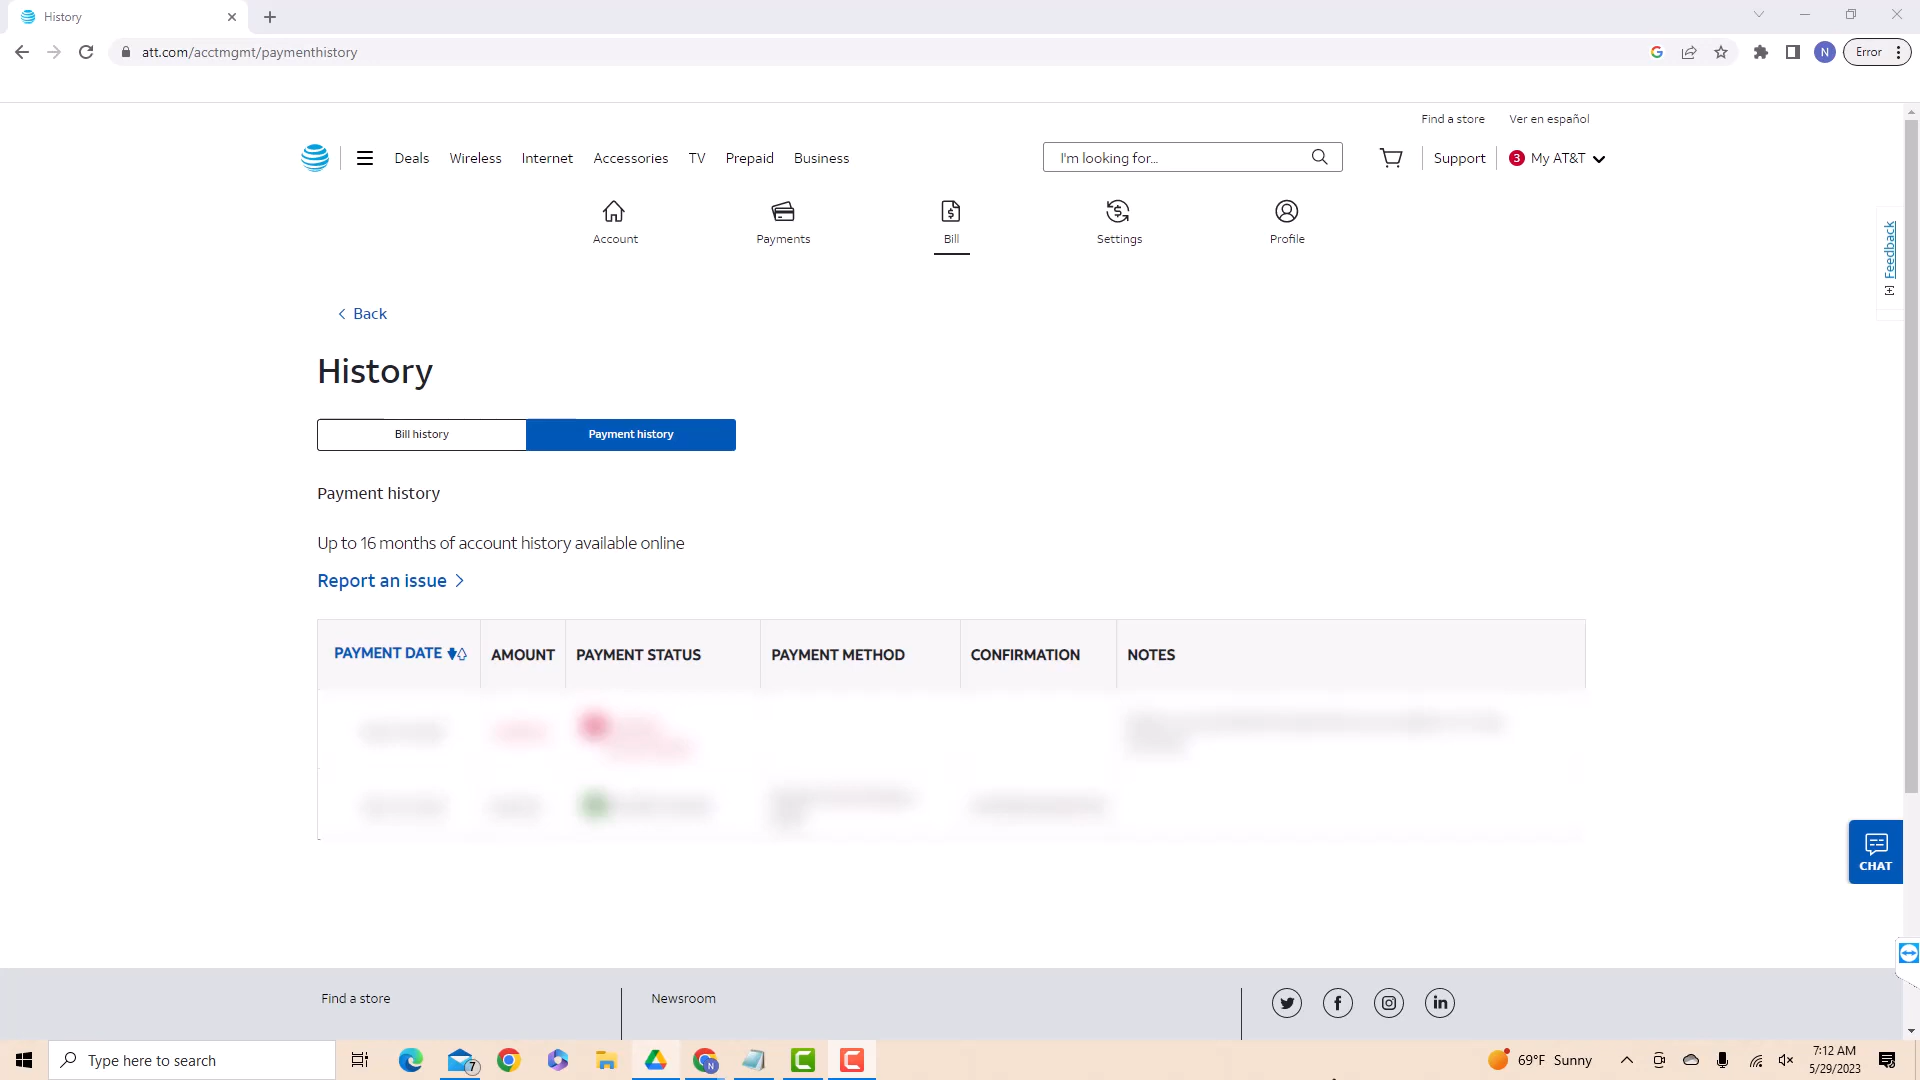 History
att.com/acctmgmt/paymenthistory
N
Error
Find a store
Ver en español
Deals
Wireless
Internet
Accessories
TV
Prepaid
Business
I'm looking for...
Support
3
My AT&T
Account
Payments
Bill
Settings
Profile
[+] Feedback
Back
History
Bill history
Payment history
Payment history
Up to 16 months of account history available online
Report an issue
PAYMENT DATE
AMOUNT
PAYMENT STATUS
PAYMENT METHOD
CONFIRMATION
NOTES
CHAT
Find a store
Newsroom
Type here to search
7
N
69°F Sunny
7:12 AM
5/29/2023